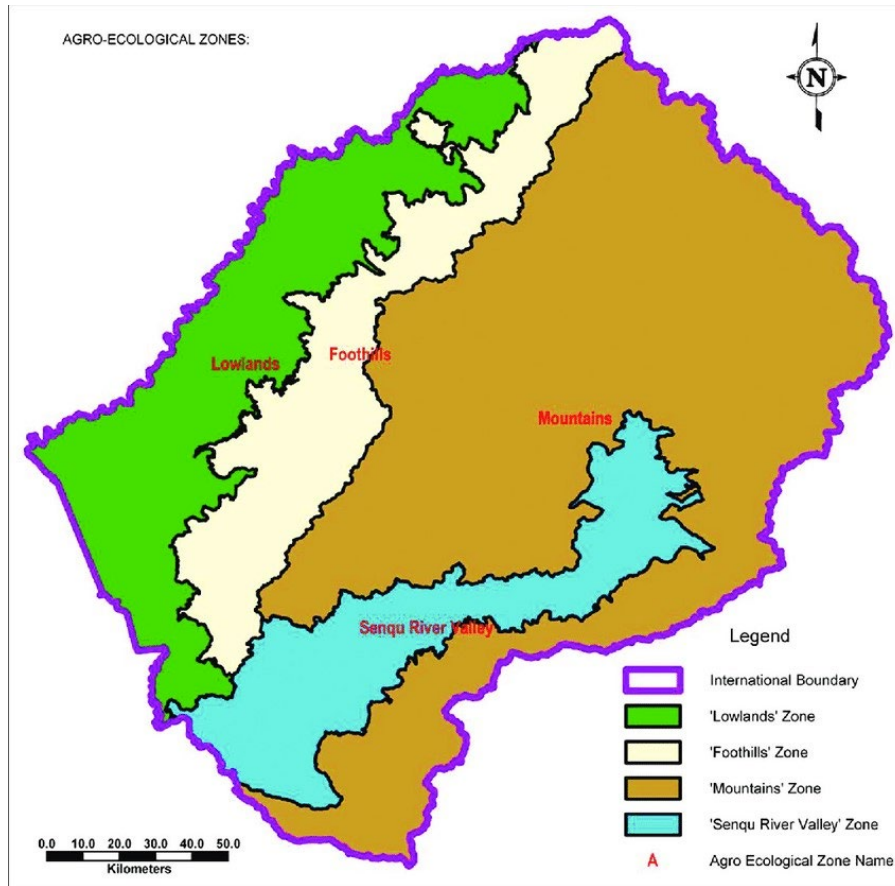 AGRO-ECOLOGICAL ZONES:
N
Lowlands
Foothills
Mountains
Senqu River Valley
Legend
International Boundary
'Lowlands' Zone
'Foothills' Zone
'Mountains' Zone
'Senqu River Valley' Zone
A Agro Ecological Zone Name
0.0 10.0 20.0 30.0 40.0 50.0
Kilometers